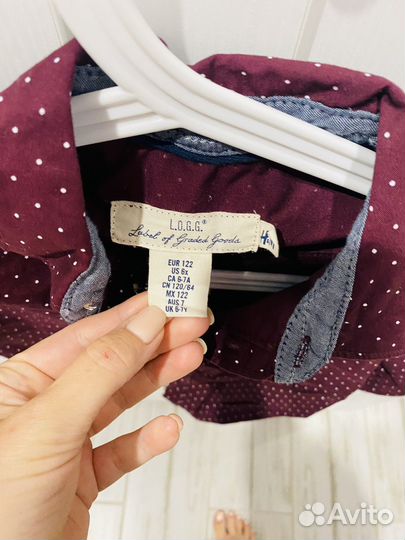 L.O.G.G.®
Label of Graded Goods
EUR 122
US 6x
CA 6-7A
CN 120/64
MX 122
AUS 7
UK 6-7Y
Avito